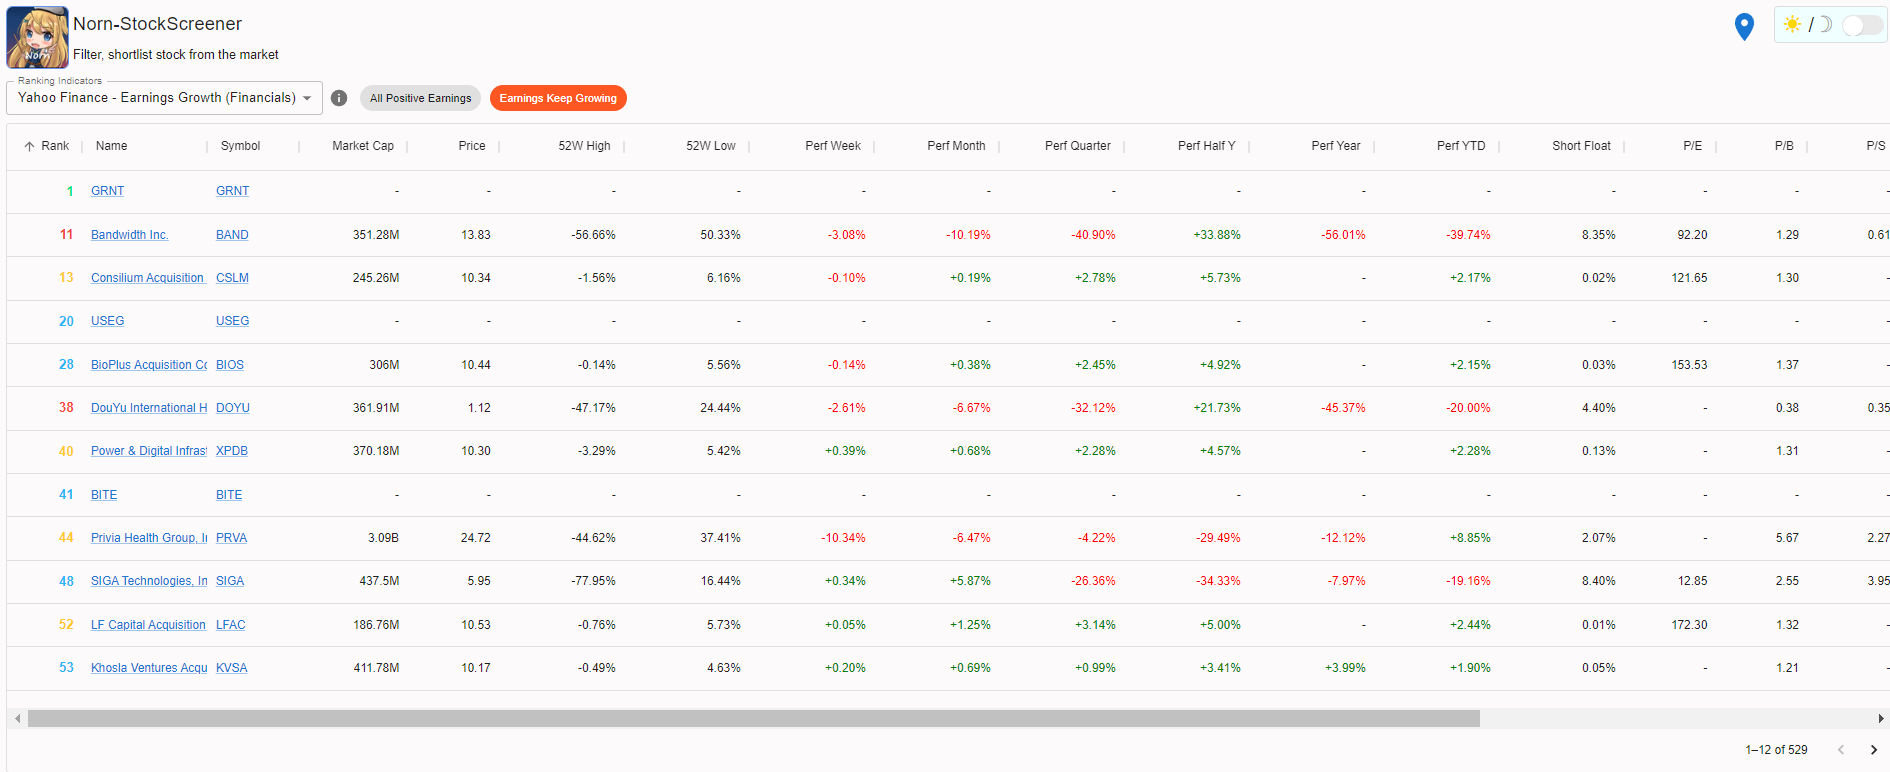 Norn-StockScreener
Filter, shortlist stock from the market
Norn
Ranking Indicators
Yahoo Finance - Earnings Growth (Financials) All Positive Earnings Earnings Keep Growing
Rank Name Symbol Market Cap Price 52W High 52W Low Perf Week Perf Month Perf Quarter Perf Half Y Perf Year Perf YTD Short Float P/E P/B P/S
1 GRNT GRNT - - - - - - - - - - - - - -
11 Bandwidth Inc. BAND 351.28M 13.83 -56.66% 50.33% -3.08% -10.19% -40.90% +33.88% -56.01% -39.74% 8.35% 92.20 1.29 0.61
13 Consilium Acquisition CSLM 245.26M 10.34 -1.56% 6.16% -0.10% +0.19% +2.78% +5.73% - +2.17% 0.02% 121.65 1.30 -
20 USEG USEG - - - - - - - - - - - - - -
28 BioPlus Acquisition Co BIOS 306M 10.44 -0.14% 5.56% -0.14% +0.38% +2.45% +4.92% - +2.15% 0.03% 153.53 1.37 -
38 DouYu International H DOYU 361.91M 1.12 -47.17% 24.44% -2.61% -6.67% -32.12% +21.73% -45.37% -20.00% 4.40% - 0.38 0.35
40 Power & Digital Infrast XPDB 370.18M 10.30 -3.29% 5.42% +0.39% +0.68% +2.28% +4.57% - +2.28% 0.13% - 1.31
41 BITE BITE - - - - - - - - - - - - - -
44 Privia Health Group, I PRVA 3.09B 24.72 -44.62% 37.41% -10.34% -6.47% -4.22% -29.49% -12.12% +8.85% 2.07% - 5.67 2.27
48 SIGA Technologies, In SIGA 437.5M 5.95 -77.95% 16.44% +0.34% +5.87% -26.36% -34.33% -7.97% -19.16% 8.40% 12.85 2.55 3.95
52 LF Capital Acquisition LFAC 186.76M 10.53 -0.76% 5.73% +0.05% +1.25% +3.14% +5.00% - +2.44% 0.01% 172.30 1.32 -
53 Khosla Ventures Acqu KVSA 411.78M 10.17 -0.49% 4.63% +0.20% +0.69% +0.99% +3.41% +3.99% +1.90% 0.05% - 1.21
1–12 of 529